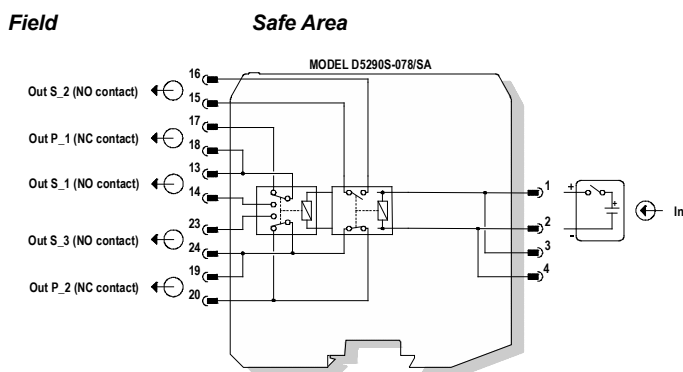 Field
Safe Area
MODEL D5290S-078/SA
16
Out S_2 (NO contact)
15
17
Out P_1 (NC contact)
18
13
Out S_1 (NO contact)
14
23
Out S_3 (NO contact)
24
19
Out P_2 (NC contact)
20
1
+
+
2
In
-
3
4